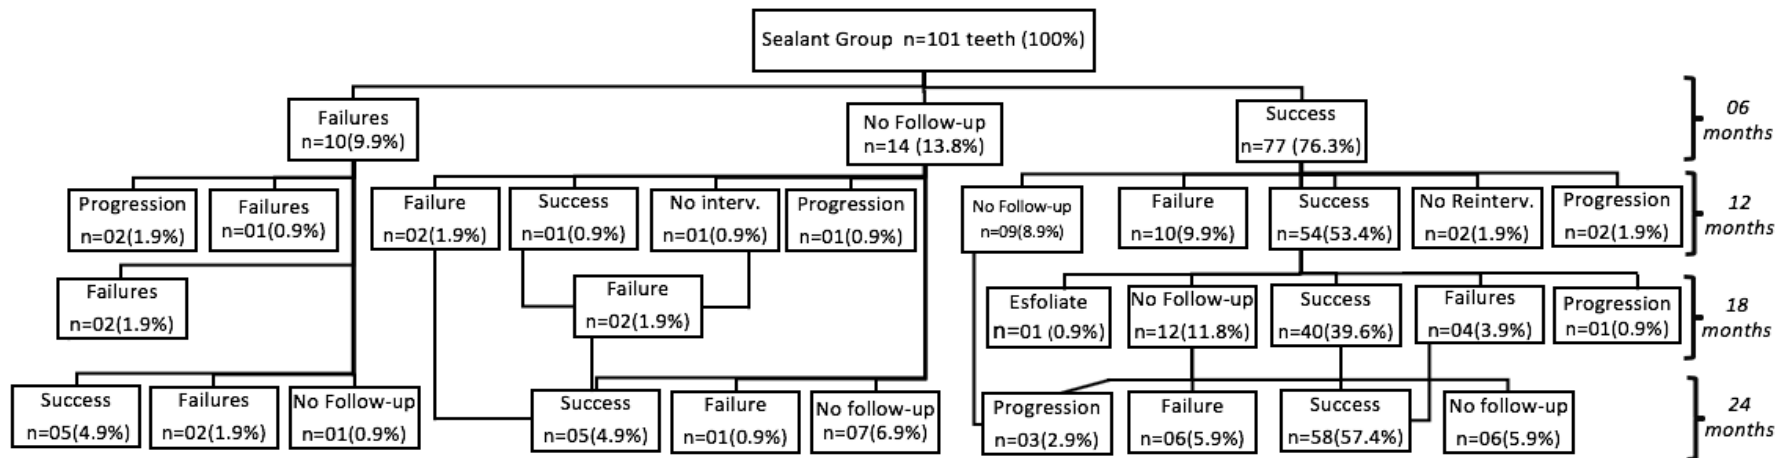 Sealant Group n=101 teeth (100%)
Failures
n=10(9.9%)
No Follow-up
n=14 (13.8%)
Success
n=77 (76.3%)
06
months
Progression
n=02(1.9%)
Failures
n=01(0.9%)
Failure
n=02(1.9%)
Success
n=01(0.9%)
No interv.
n=01(0.9%)
Progression
n=01(0.9%)
No Follow-up
n=09(8.9%)
Failure
n=10(9.9%)
Success
n=54(53.4%)
No Reinterv.
n=02(1.9%)
Progression
n=02(1.9%)
12
months
Failures
n=02(1.9%)
Failure
n=02(1.9%)
Esfoliate
n=01 (0.9%)
No Follow-up
n=12(11.8%)
Success
n=40(39.6%)
Failures
n=04(3.9%)
Progression
n=01(0.9%)
18
months
Success
n=05(4.9%)
Failures
n=02(1.9%)
No Follow-up
n=01(0.9%)
Success
n=05(4.9%)
Failure
n=01(0.9%)
No follow-up
n=07(6.9%)
Progression
n=03(2.9%)
Failure
n=06(5.9%)
Success
n=58(57.4%)
No follow-up
n=06(5.9%)
24
months